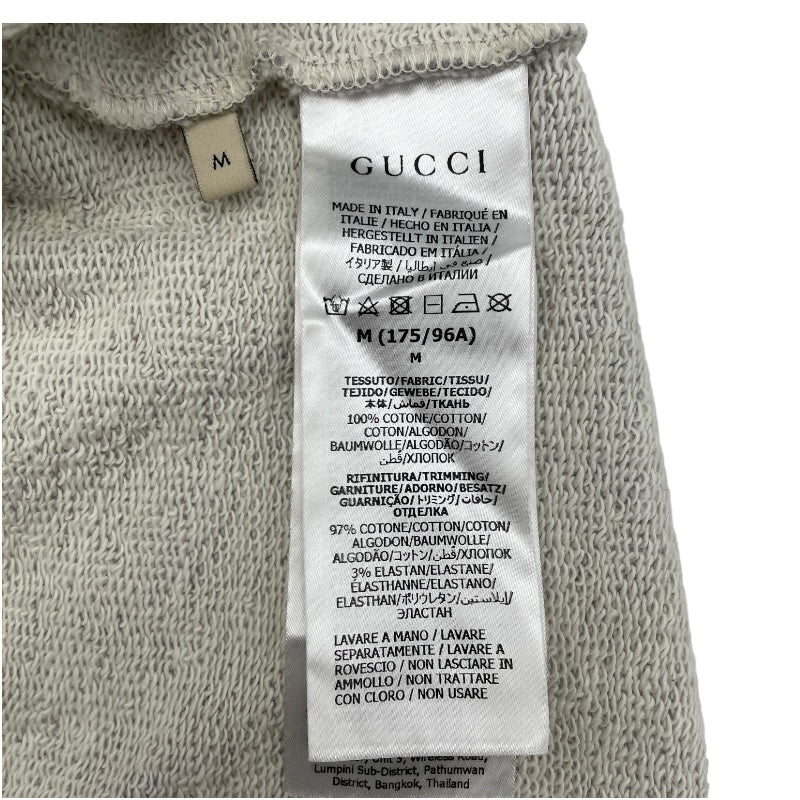 M
GUCCI
MADE IN ITALY / FABRIQUÉ EN
ITALIE / HECHO EN ITALIA /
HERGESTELLT IN ITALIEN /
FABRICADO EM ITÁLIA /
イタリア製 / صنع في إيطاليا /
СДЕЛАНО В ИТАЛИИ
M (175/96A)
M
TESSUTO/FABRIC/TISSU/
TEJIDO/GEWEBE/TECIDO/
本体/قماش/ТКАНЬ
100% COTONE/COTTON/
COTON/ALGODON/
BAUMWOLLE/ALGODÃO/コットン/
قطن/ХЛОПОК
RIFINITURA/TRIMMING/
GARNITURE/ADORNO/BESATZ/
GUARNIÇÃO/トリミング/حافات/
ОТДЕЛКА
97% COTONE/COTTON/COTON/
ALGODON/BAUMWOLLE/
ALGODÃO/コットン/قطن/ХЛОПОК
3% ELASTAN/ELASTANE/
ÉLASTHANNE/ELASTANO/
ELASTHAN/ポリウレタン/إيلاستين/
ЭЛАСТАН
LAVARE A MANO / LAVARE
SEPARATAMENTE / LAVARE A
ROVESCIO / NON LASCIARE IN
AMMOLLO / NON TRATTARE
CON CLORO / NON USARE
Unit 5, Wireless Road,
Lumpini Sub-District, Pathumwan
District, Bangkok, Thailand